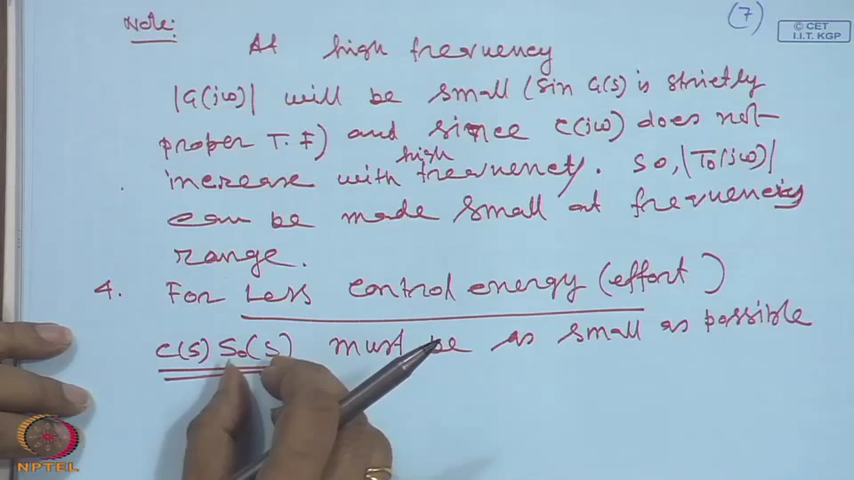 (7)
© CET
I.I.T. KGP
Note:
At high frequency
|G(jω)| will be small (Sin G(s) is strictly
proper T.F) and since C(jω) does not
high
increase with frequency. So, |To(jω)|
can be made small at frequency
range.
4. For Less control energy (effort)
C(s) So(s) must be as small as possible
NPTEL